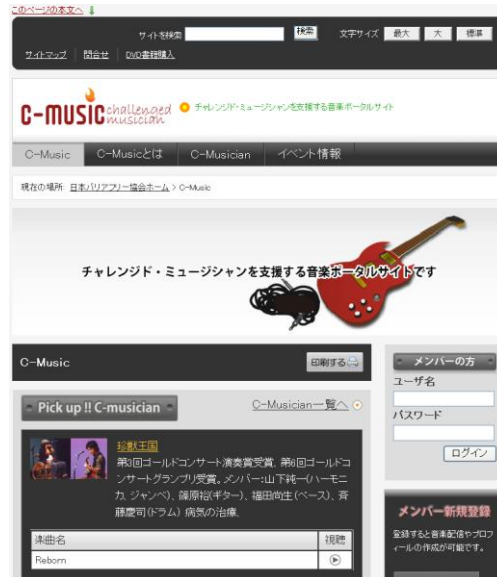 このページの本文へ
サイトを検索 検索 文字サイズ 最大 大 標準
サイトマップ 問合せ DVD書籍購入
C-MUSIC challenged musician チャレンジド・ミュージシャンを支援する音楽ポータルサイト
C-Music C-Musicとは C-Musician イベント情報
現在の場所: 日本バリアフリー協会ホーム > C-Music
チャレンジド・ミュージシャンを支援する音楽ポータルサイトです
C-Music 印刷する
Pick up !! C-musician C-Musician一覧へ
珍獣王国
第3回ゴールドコンサート演奏賞受賞、第6回ゴールドコ
ンサートグランプリ受賞。メンバー:山下純一(ハーモニ
カ、ジャンベ)、篠原裕(ギター)、福田尚生(ベース)、斉
藤慶司(ドラム) 病気の治療、
楽曲名 視聴
Reborn
メンバーの方
ユーザ名
パスワード
ログイン
メンバー新規登録
登録すると音楽配信やプロフ
ィールの作成が可能です。